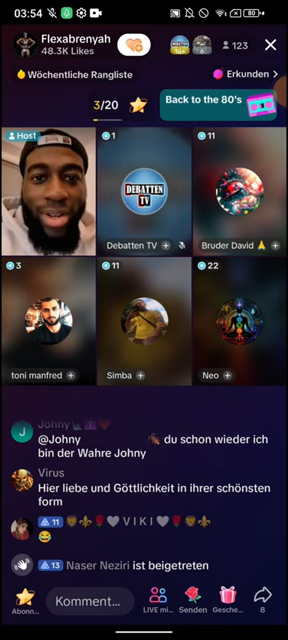 03:54
80
Flexabrenyah
48.3K Likes
123
Wöchentliche Rangliste
Erkunden >
3/20
Back to the 80's
Host
1
DEBATTEN
TV
Debatten TV
11
Bruder David
3
toni manfred
11
Simba
22
Neo
Johny
@Johny du schon wieder ich
bin der Wahre Johny
Virus
Hier liebe und Göttlichkeit in ihrer schönsten
form
11 V I K I
13 Naser Neziri ist beigetreten
Abonn...
Komment...
LIVE mi...
Senden
Gesche...
8